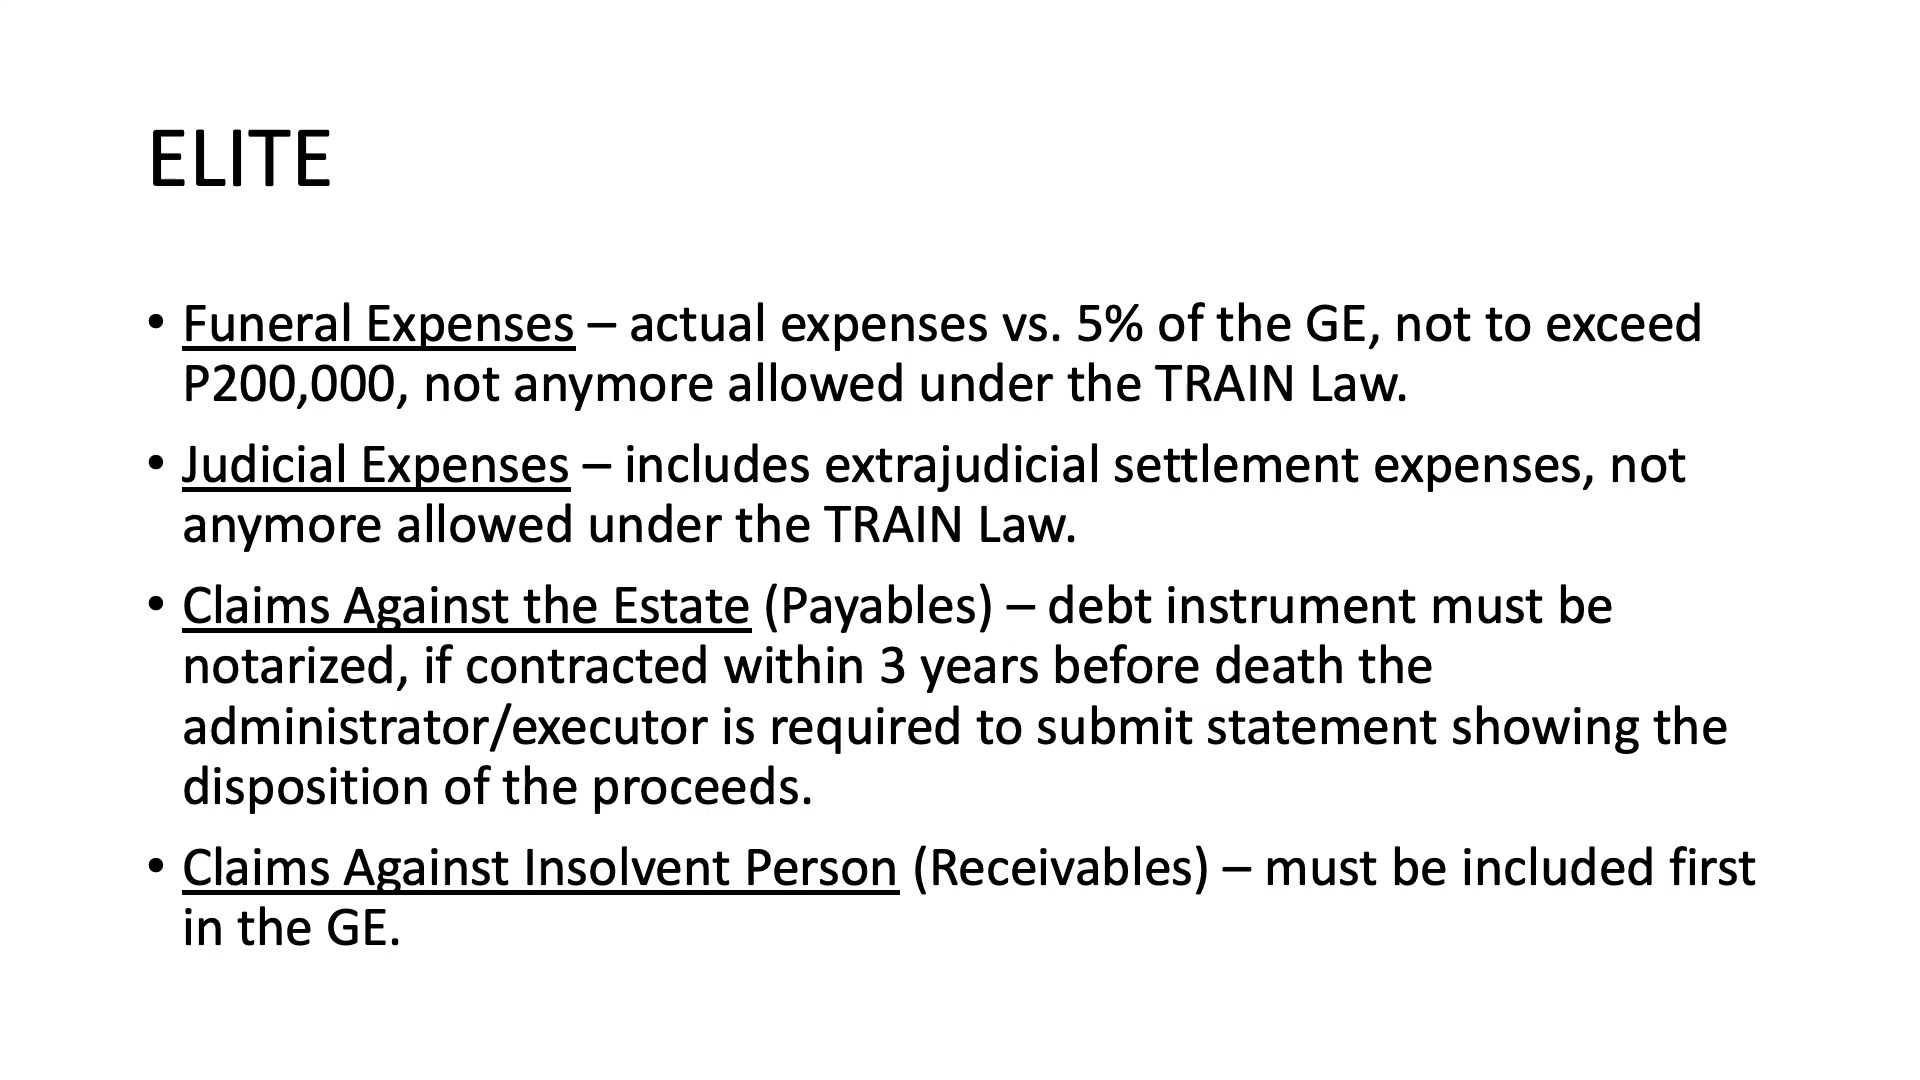 ELITE
• Funeral Expenses – actual expenses vs. 5% of the GE, not to exceed
P200,000, not anymore allowed under the TRAIN Law.
• Judicial Expenses – includes extrajudicial settlement expenses, not
anymore allowed under the TRAIN Law.
• Claims Against the Estate (Payables) – debt instrument must be
notarized, if contracted within 3 years before death the
administrator/executor is required to submit statement showing the
disposition of the proceeds.
• Claims Against Insolvent Person (Receivables) – must be included first
in the GE.